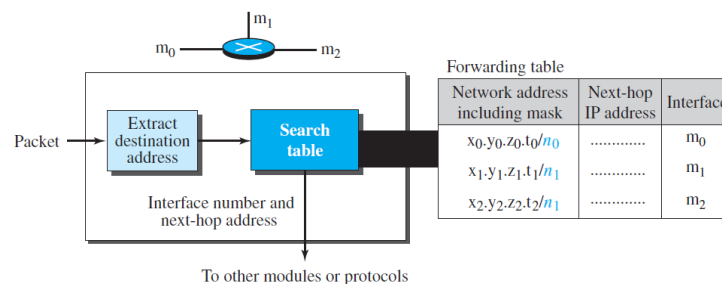 m₁
m₀ m₂
Forwarding table
Network address including mask
Next-hop IP address
Interface
x₀.y₀.z₀.t₀/n₀ ............. m₀
x₁.y₁.z₁.t₁/n₁ ............. m₁
x₂.y₂.z₂.t₂/n₁ ............. m₂
Packet
Extract
destination
address
Search
table
Interface number and
next-hop address
To other modules or protocols